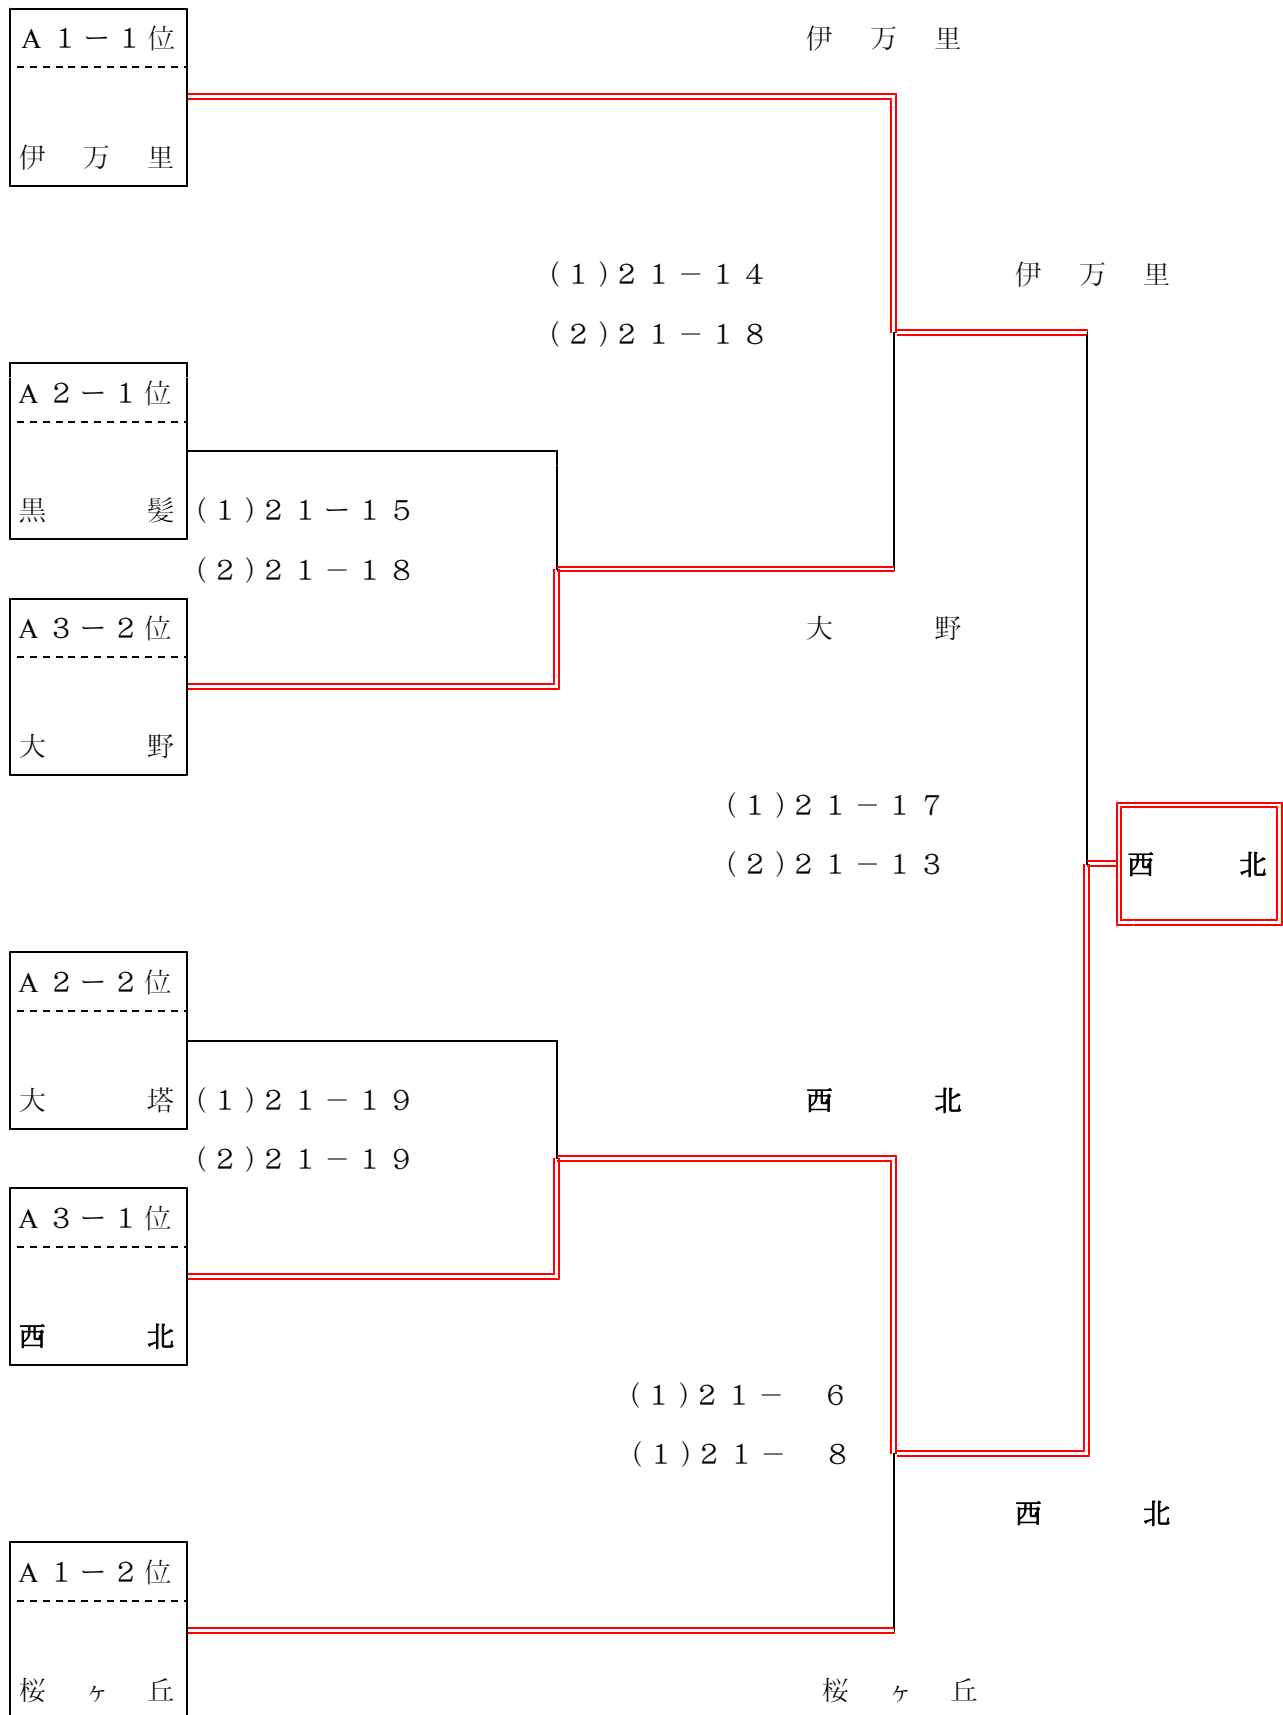 A１－１位
伊万里
伊万里
(１)２１－１４
(２)２１－１８
伊万里
A２－１位
黒髪
(１)２１－１５
(２)２１－１８
A３－２位
大野
大野
(１)２１－１７
(２)２１－１３
西北
A２－２位
大塔
(１)２１－１９
(２)２１－１９
西北
A３－１位
西北
(１)２１－　６
(１)２１－　８
西北
A１－２位
桜ヶ丘
桜ヶ丘